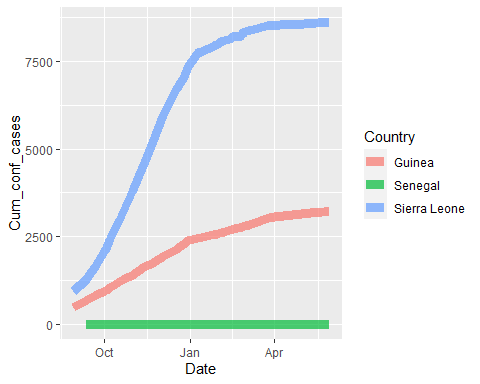 7500
5000
2500
0
Cum_conf_cases
Oct
Jan
Apr
Date
Country
Guinea
Senegal
Sierra Leone